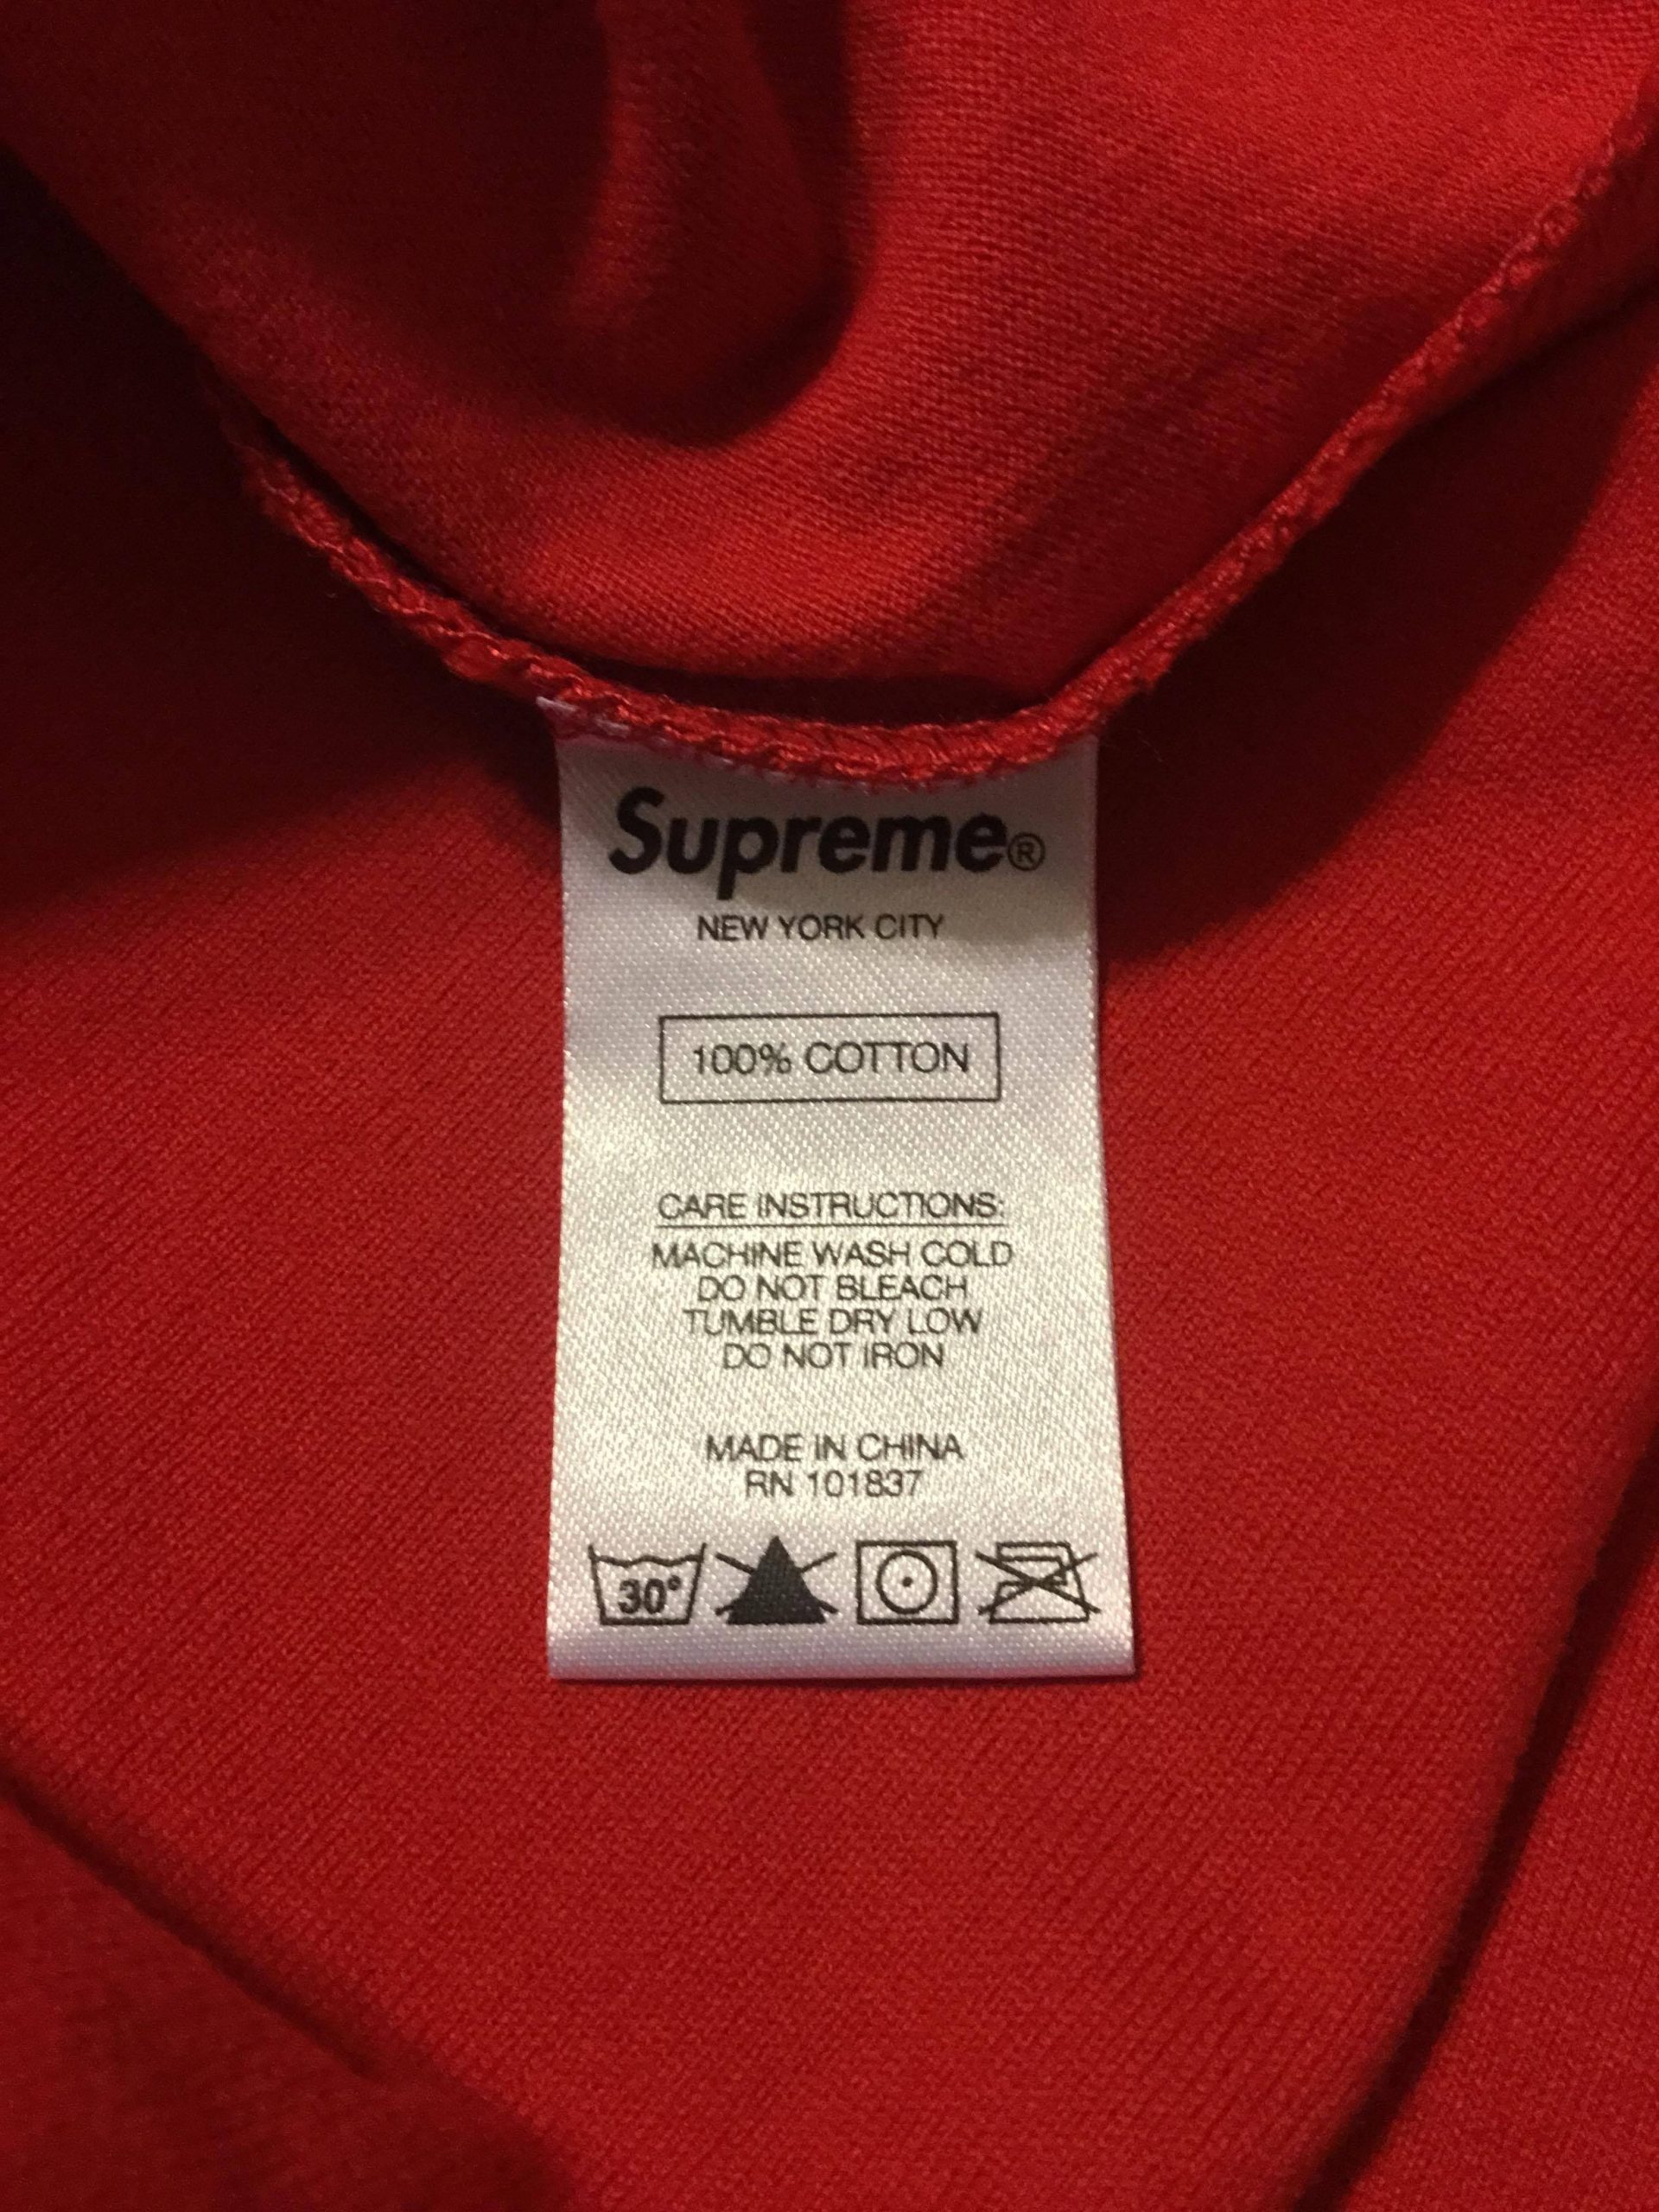 Supreme®
NEW YORK CITY
100% COTTON
CARE INSTRUCTIONS:
MACHINE WASH COLD
DO NOT BLEACH
TUMBLE DRY LOW
DO NOT IRON
MADE IN CHINA
RN 101837
30°